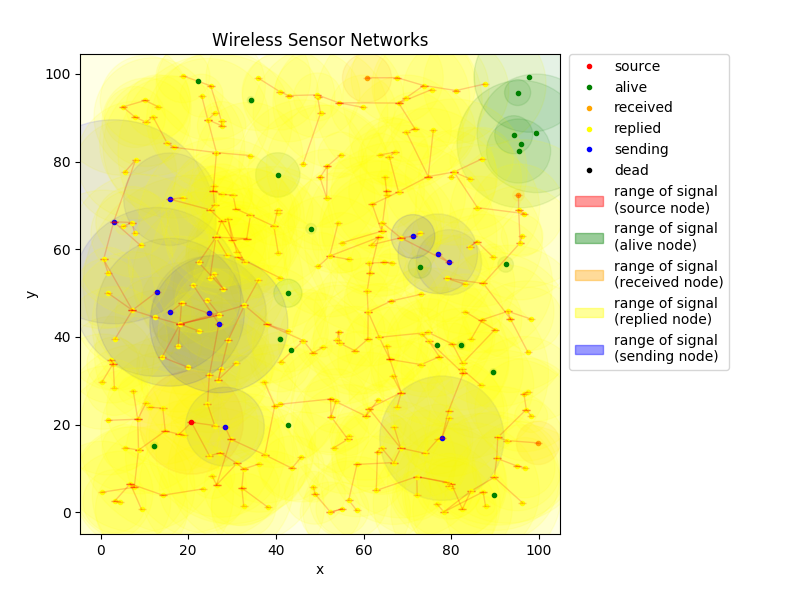 Wireless Sensor Networks
100
80
60
40
20
0
y
0
20
40
60
80
100
x
source
alive
received
replied
sending
dead
range of signal
(source node)
range of signal
(alive node)
range of signal
(received node)
range of signal
(replied node)
range of signal
(sending node)